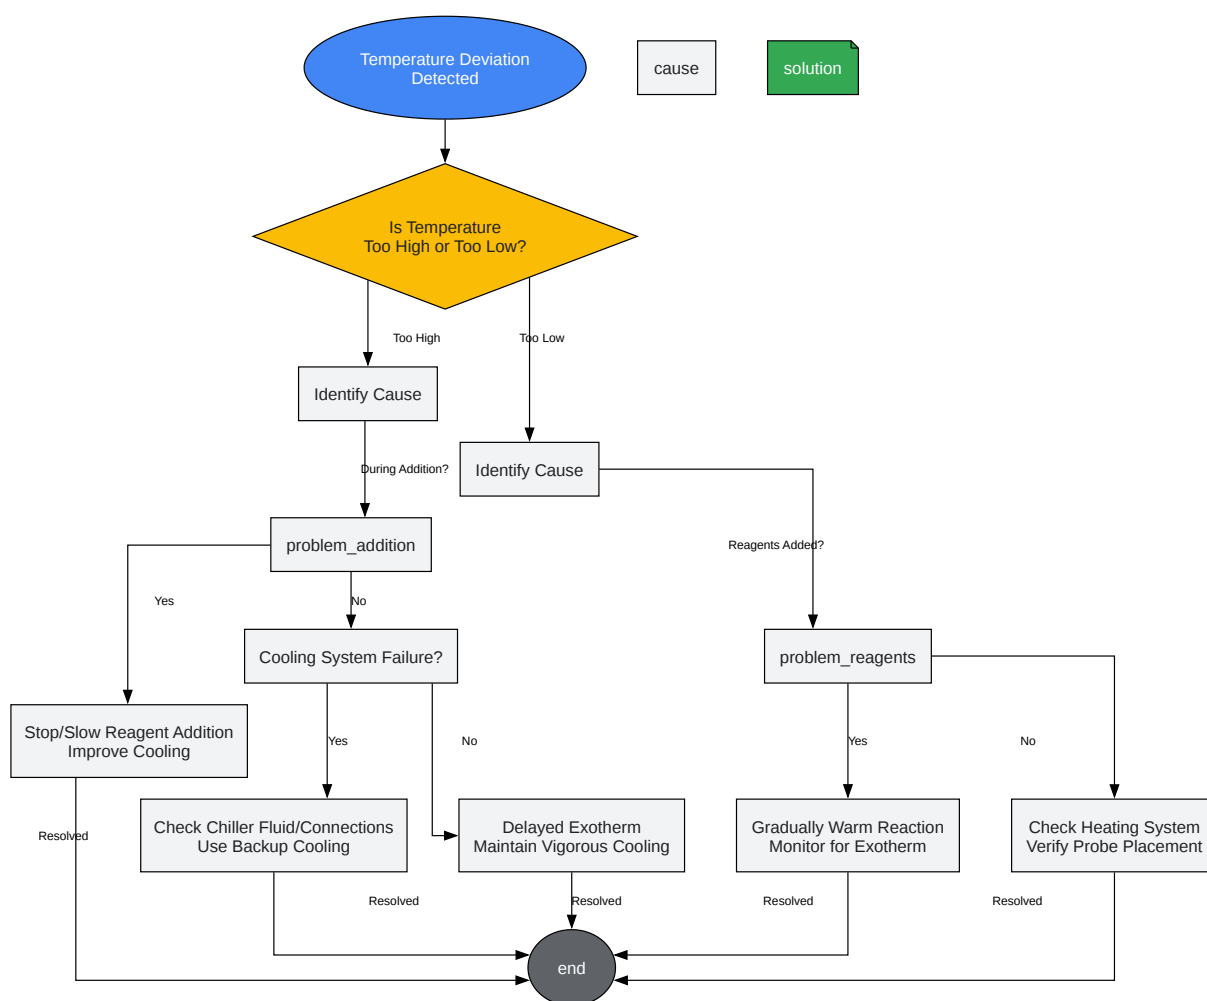 Temperature Deviation
Detected
cause
solution
Is Temperature
Too High or Too Low?
Too High
Too Low
Identify Cause
During Addition?
Identify Cause
problem_addition
Reagents Added?
Yes
No
Cooling System Failure?
problem_reagents
Stop/Slow Reagent Addition
Improve Cooling
Yes
No
Yes
No
Resolved
Check Chiller Fluid/Connections
Use Backup Cooling
Delayed Exotherm
Maintain Vigorous Cooling
Gradually Warm Reaction
Monitor for Exotherm
Check Heating System
Verify Probe Placement
Resolved
Resolved
Resolved
Resolved
end